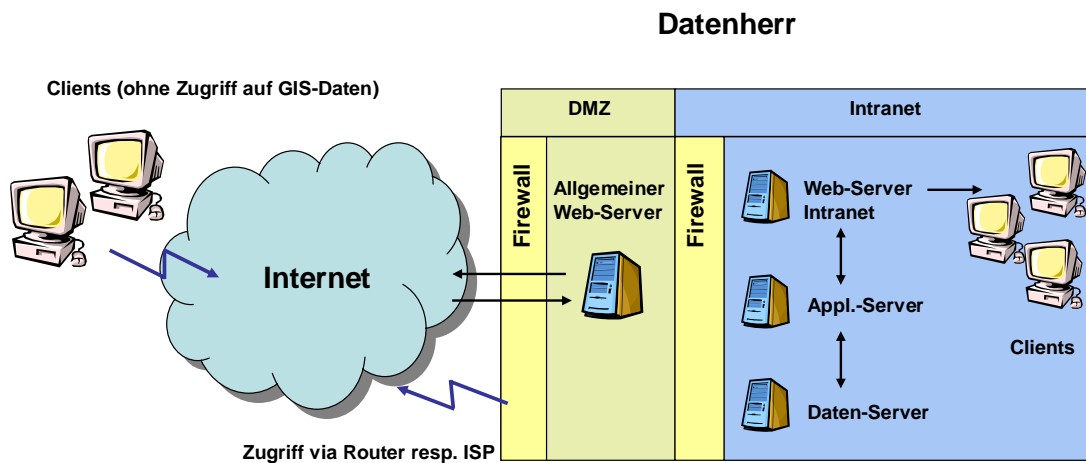 Datenherr
Clients (ohne Zugriff auf GIS-Daten)
DMZ
Intranet
Firewall
Allgemeiner
Web-Server
Firewall
Web-Server
Intranet
Internet
Appl.-Server
Clients
Daten-Server
Zugriff via Router resp. ISP